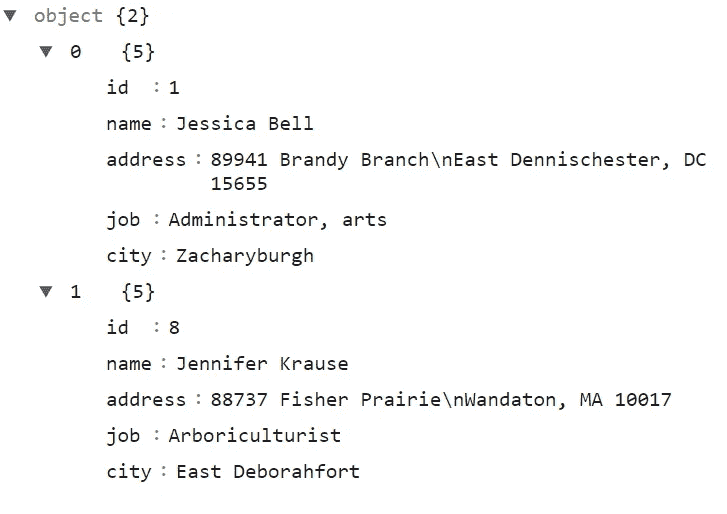 object {2}
0 {5}
id : 1
name : Jessica Bell
address : 89941 Brandy Branch\nEast Dennischester, DC
15655
job : Administrator, arts
city : Zacharyburgh
1 {5}
id : 8
name : Jennifer Krause
address : 88737 Fisher Prairie\nWandaton, MA 10017
job : Arboriculturist
city : East Deborahfort